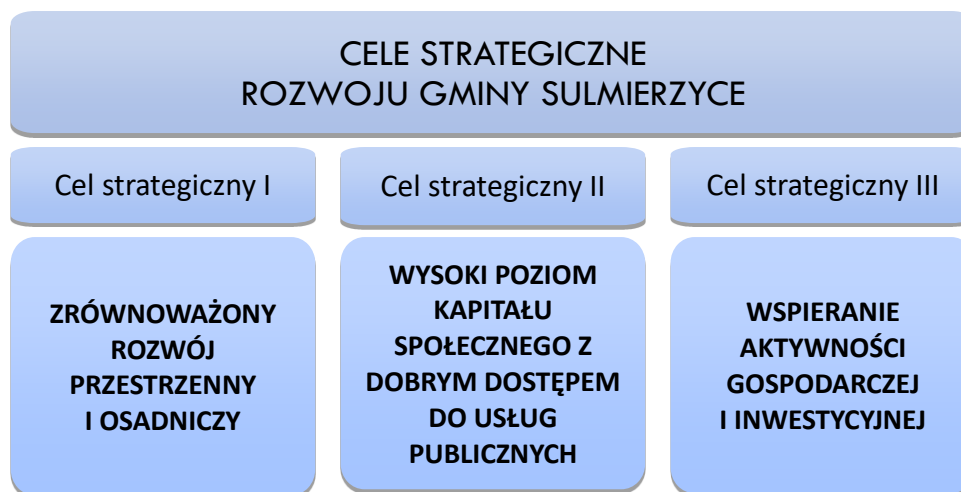 CELE STRATEGICZNE
ROZWOJU GMINY SULMIERZYCE
Cel strategiczny I
ZRÓWNOWAŻONY
ROZWÓJ
PRZESTRZENNY
I OSADNICZY
Cel strategiczny II
WYSOKI POZIOM
KAPITAŁU
SPOŁECZNEGO Z
DOBRYM DOSTĘPEM
DO USŁUG
PUBLICZNYCH
Cel strategiczny III
WSPIERANIE
AKTYWNOŚCI
GOSPODARCZEJ
I INWESTYCYJNEJ